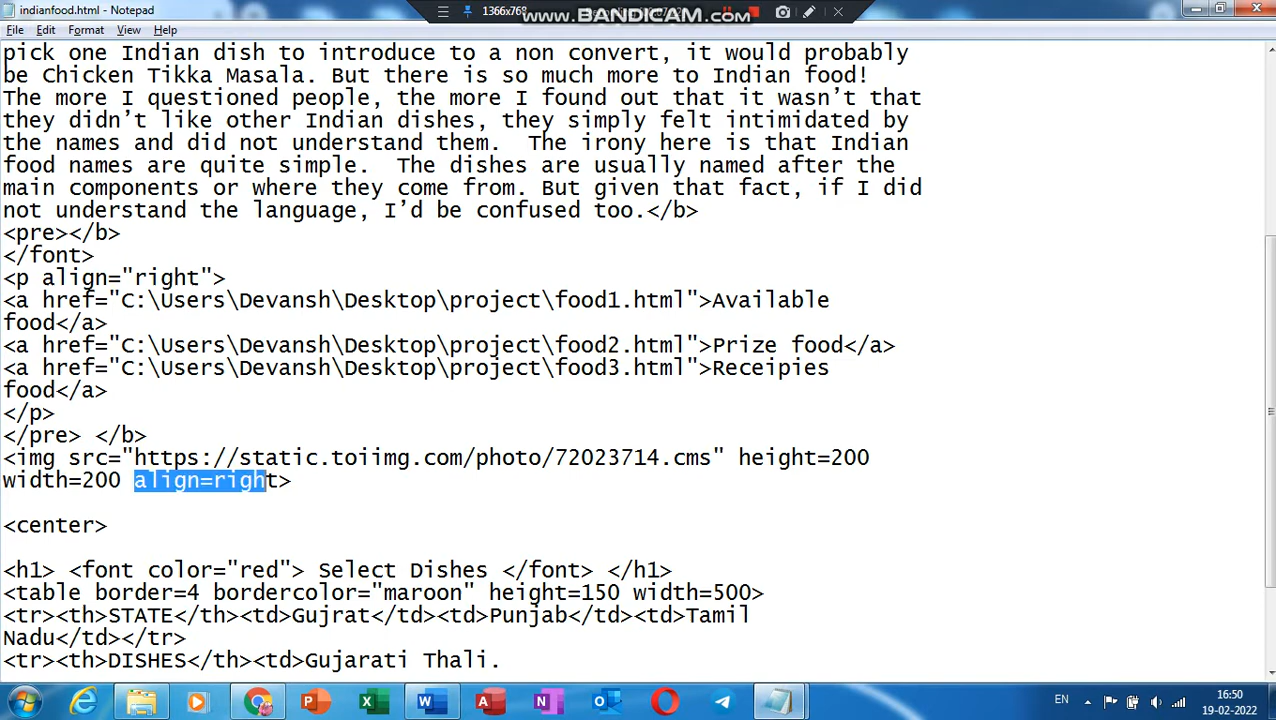 indianfood.html - Notepad
1366x768
www.BANDICAM.com
File Edit Format View Help
pick one Indian dish to introduce to a non convert, it would probably
be Chicken Tikka Masala. But there is so much more to Indian food!
The more I questioned people, the more I found out that it wasn’t that
they didn’t like other Indian dishes, they simply felt intimidated by
the names and did not understand them.  The irony here is that Indian
food names are quite simple.  The dishes are usually named after the
main components or where they come from. But given that fact, if I did
not understand the language, I’d be confused too.</b>
<pre></b>
</font>
<p align="right">
<a href="C:\Users\Devansh\Desktop\project\food1.html">Available
food</a>
<a href="C:\Users\Devansh\Desktop\project\food2.html">Prize food</a>
<a href="C:\Users\Devansh\Desktop\project\food3.html">Receipies
food</a>
</p>
</pre> </b>
<img src="https://static.toiimg.com/photo/72023714.cms" height=200
width=200 align=right>
<center>
<h1> <font color="red"> Select Dishes </font> </h1>
<table border=4 bordercolor="maroon" height=150 width=500>
<tr><th>STATE</th><td>Gujrat</td><td>Punjab</td><td>Tamil
Nadu</td></tr>
<tr><th>DISHES</th><td>Gujarati Thali.
EN
16:50
19-02-2022